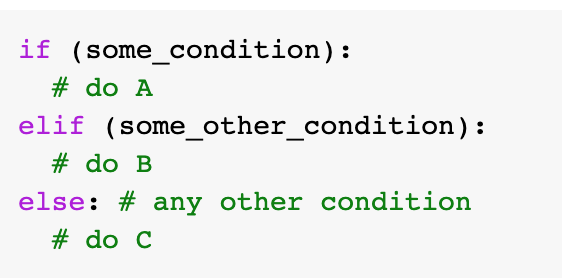 if (some_condition):
  # do A
elif (some_other_condition):
  # do B
else: # any other condition
  # do C